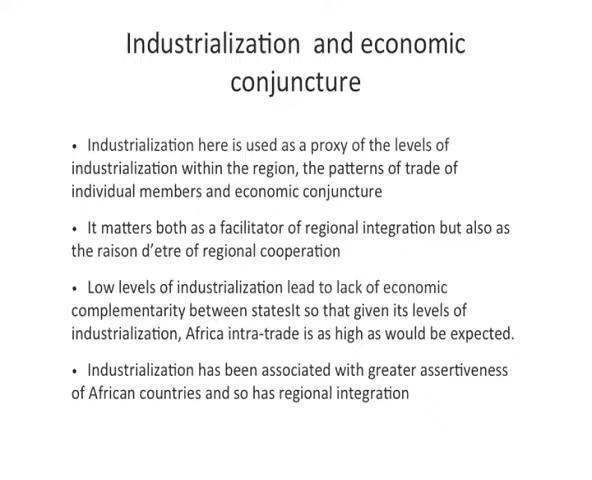 Industrialization and economic
conjuncture
• Industrialization here is used as a proxy of the levels of
industrialization within the region, the patterns of trade of
individual members and economic conjuncture
• It matters both as a facilitator of regional integration but also as
the raison d’etre of regional cooperation
• Low levels of industrialization lead to lack of economic
complementarity between statesIt so that given its levels of
industrialization, Africa intra-trade is as high as would be expected.
• Industrialization has been associated with greater assertiveness
of African countries and so has regional integration